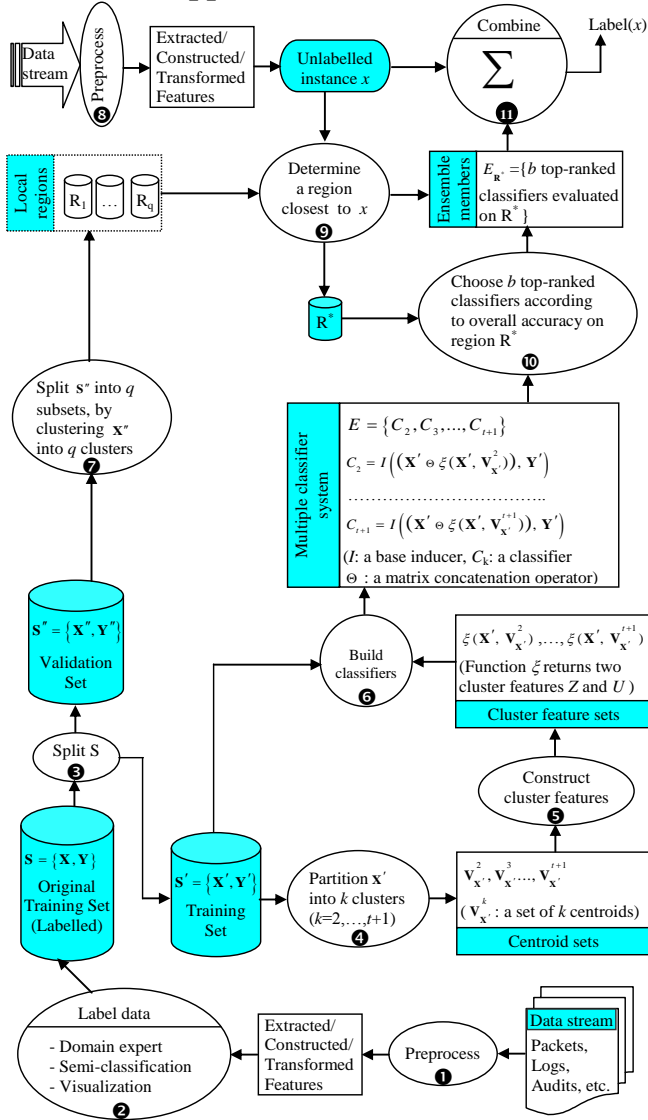 Data
stream
Preprocess
❽
Extracted/
Constructed/
Transformed
Features
Unlabelled
instance x
Combine
∑
⓫
Label(x)
Local
regions
R1
…
Rq
Determine
a region
closest to x
❾
Ensemble
members
E_R* ={b top-ranked
classifiers evaluated
on R* }
R*
Choose b top-ranked
classifiers according
to overall accuracy on
region R*
❿
Split S″ into q
subsets, by
clustering X″
into q clusters
❼
Multiple classifier
system
E = {C2, C3, ..., Ct+1}
C2 = I((X′ Θ ξ(X′, V²X′)), Y′)
....................................
Ct+1 = I((X′ Θ ξ(X′, V^{t+1}X′)), Y′)
(I: a base inducer, Ck: a classifier
Θ : a matrix concatenation operator)
S″ = {X″, Y″}
Validation
Set
Build
classifiers
❻
ξ(X′, V²X′) ,…, ξ(X′, V^{t+1}X′)
(Function ξ returns two
cluster features Z and U )
Cluster feature sets
Split S
❸
Construct
cluster features
❺
S = {X, Y}
Original
Training Set
(Labelled)
S′ = {X′, Y′}
Training
Set
Partition X′
into k clusters
(k=2,…,t+1)
❹
V²X′, V³X′…, V^{t+1}X′
( V^kX′ : a set of k centroids)
Centroid sets
Label data
- Domain expert
- Semi-classification
- Visualization
❷
Extracted/
Constructed/
Transformed
Features
Preprocess
❶
Data stream
Packets,
Logs,
Audits, etc.